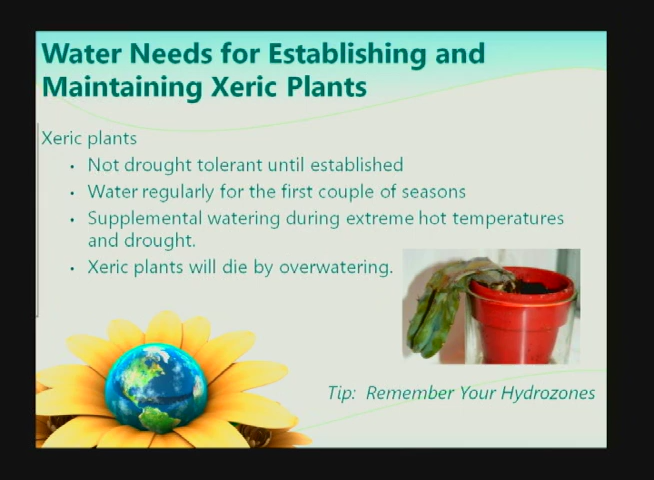 Water Needs for Establishing and
Maintaining Xeric Plants
Xeric plants
• Not drought tolerant until established
• Water regularly for the first couple of seasons
• Supplemental watering during extreme hot temperatures
and drought.
• Xeric plants will die by overwatering.
Tip: Remember Your Hydrozones